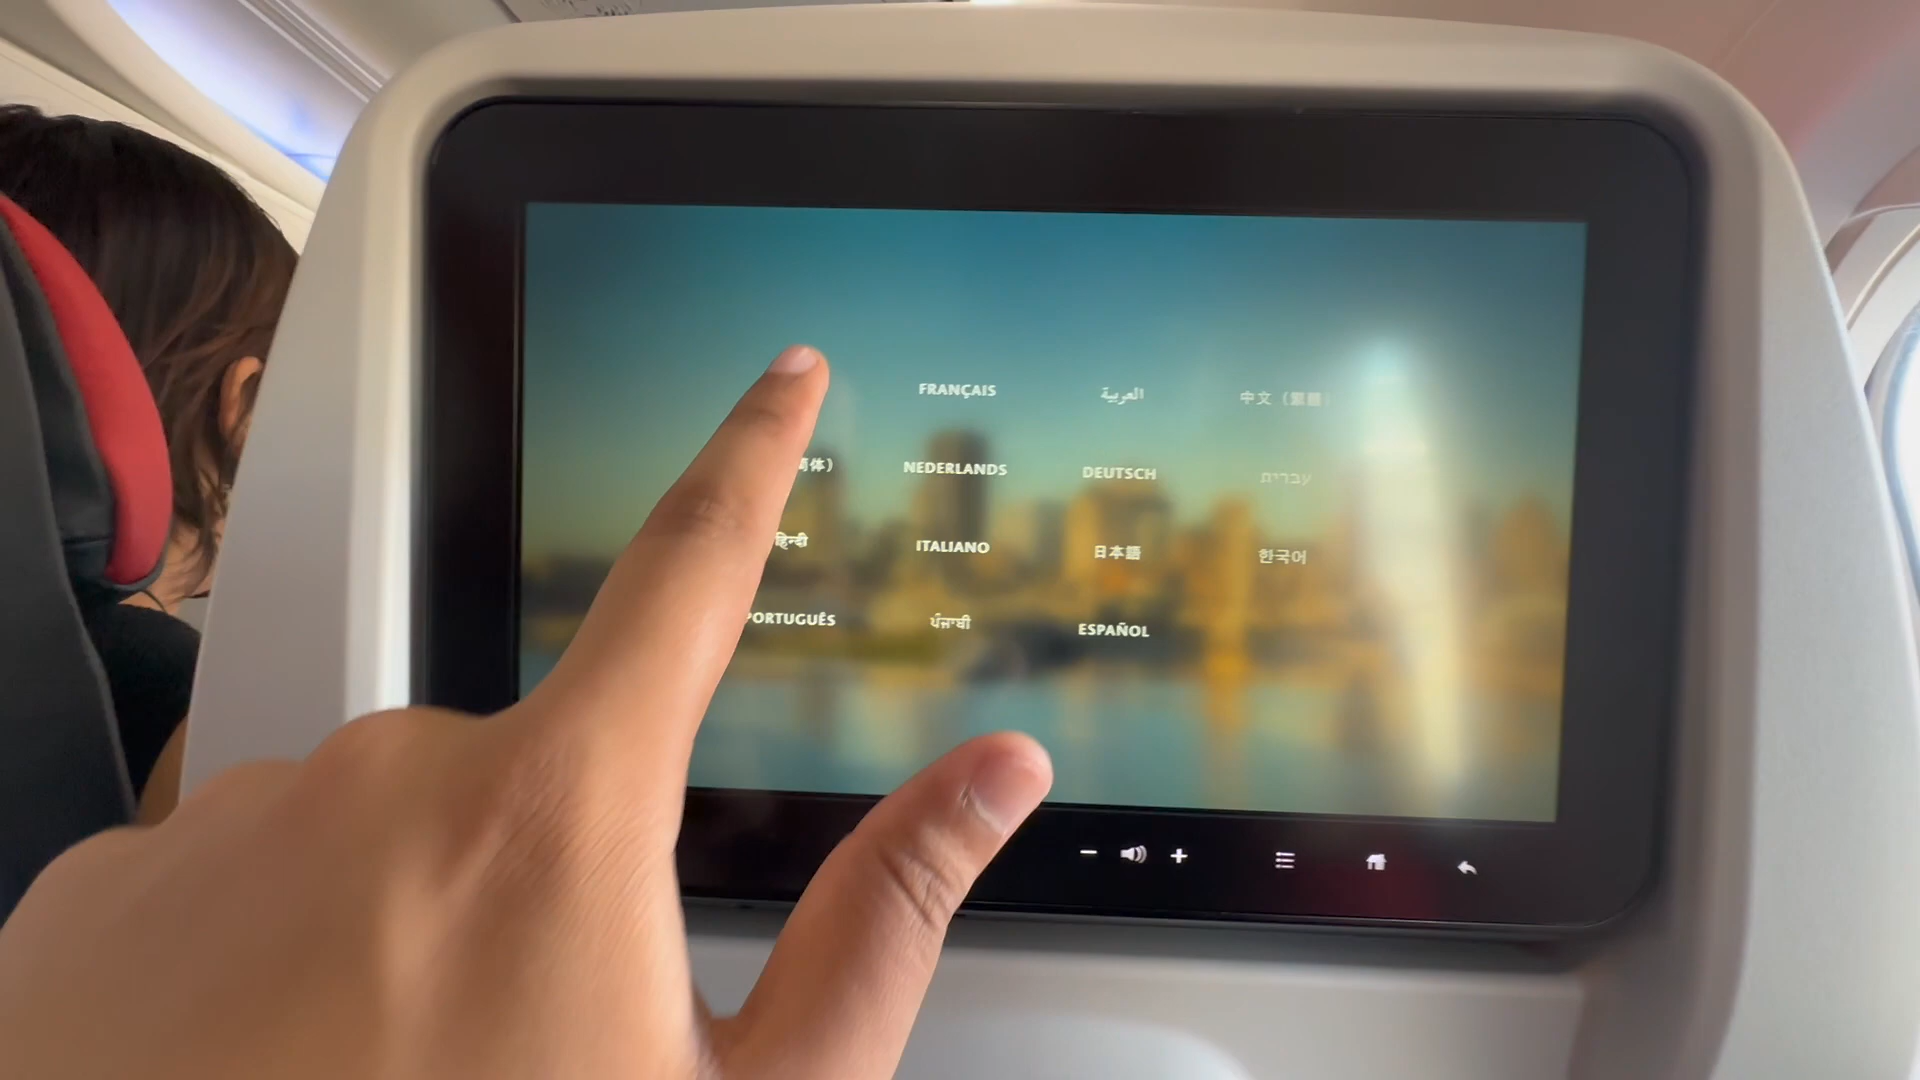 FRANÇAIS العربية 中文（繁體）
简体） NEDERLANDS DEUTSCH עברית
हिन्दी ITALIANO 日本語 한국어
PORTUGUÊS ਪੰਜਾਬੀ ESPAÑOL